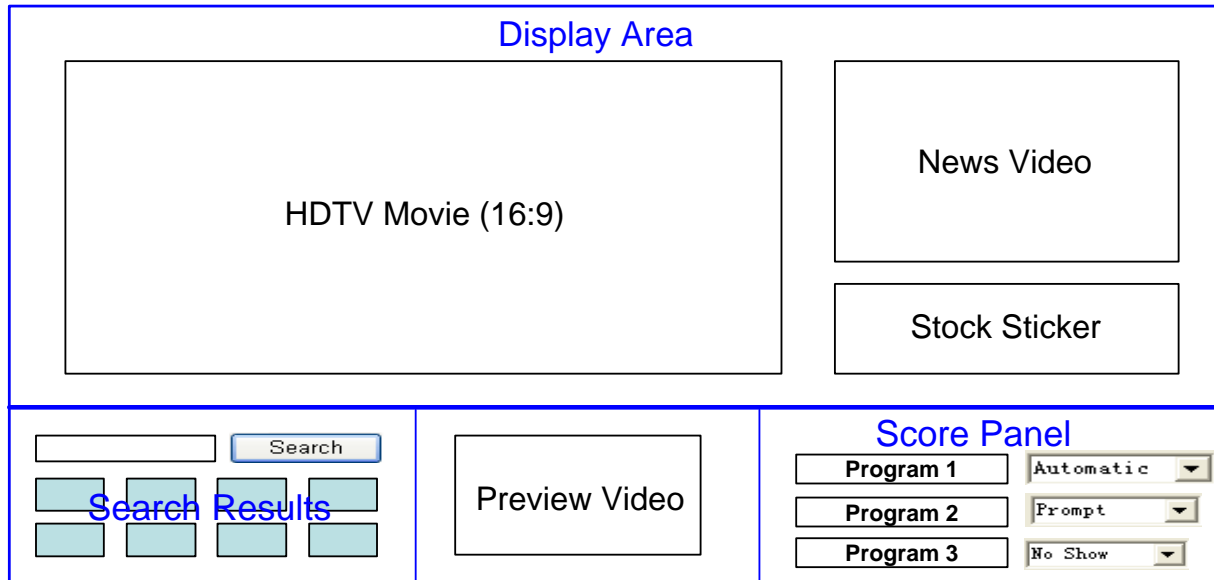 Display Area
HDTV Movie (16:9)
News Video
Stock Sticker
Search
Search Results
Preview Video
Score Panel
Program 1
Automatic
Program 2
Prompt
Program 3
No Show